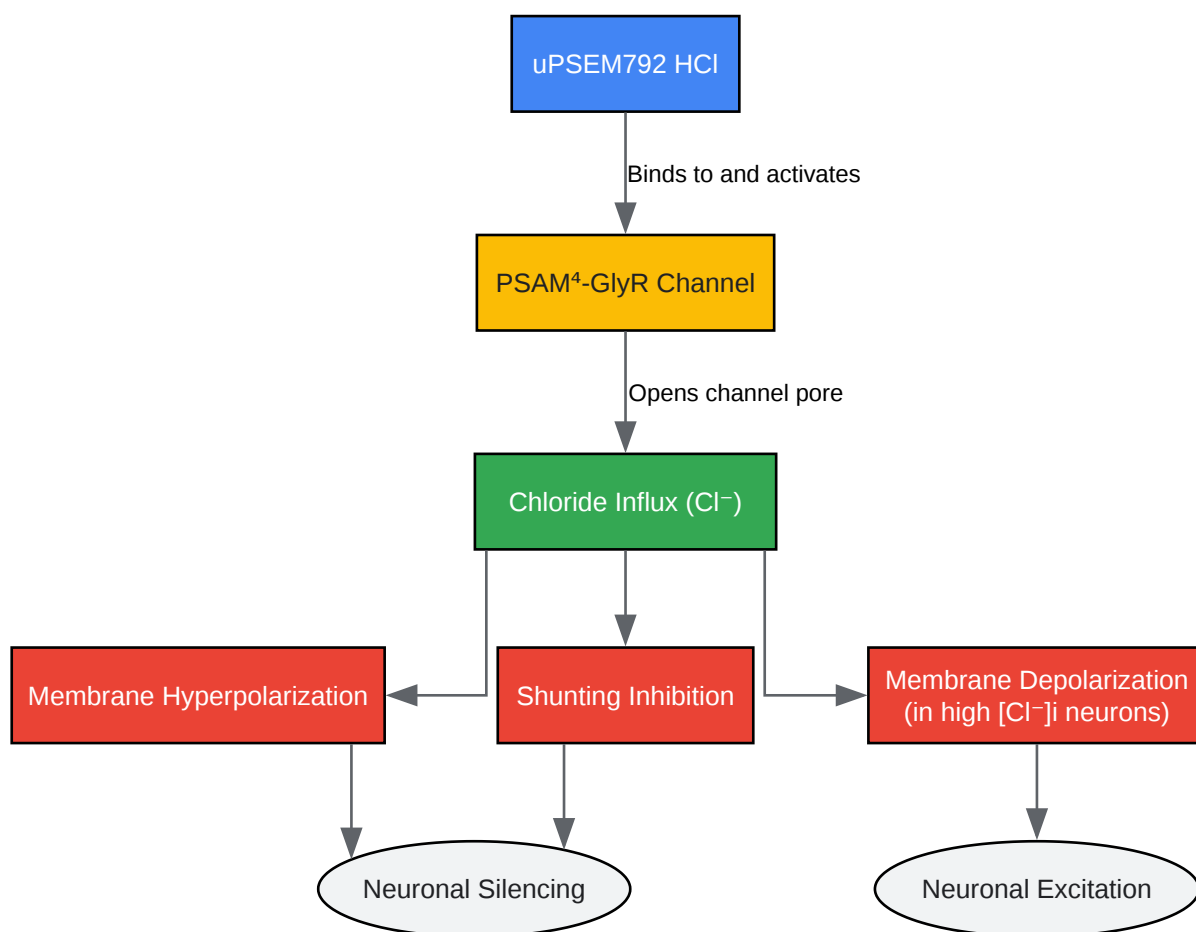 uPSEM792 HCl
Binds to and activates
PSAM⁴-GlyR Channel
Opens channel pore
Chloride Influx (Cl⁻)
Membrane Hyperpolarization
Shunting Inhibition
Membrane Depolarization
(in high [Cl⁻]i neurons)
Neuronal Silencing
Neuronal Excitation